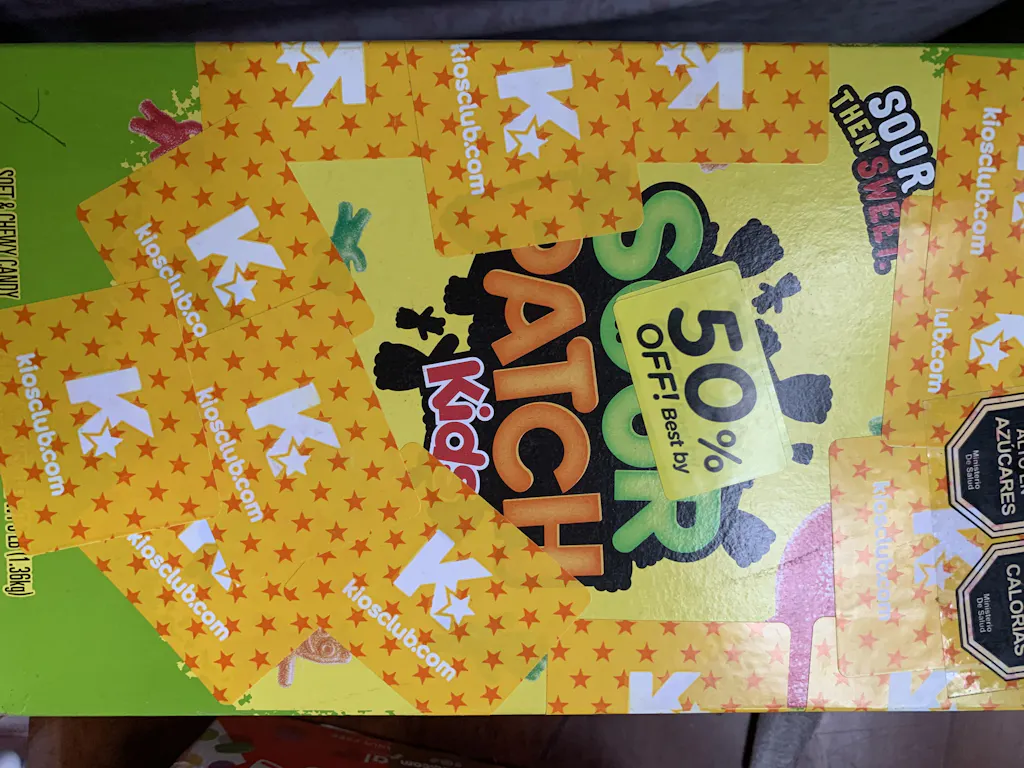 SOUR
THEN SWEET
SOUR
PATCH
Kids
50%
OFF! Best by
K
kiosclub.com
K
kiosclub.co
K
kiosclub.com
K
kiosclub.com
kiosclub.com
K
kiosclub.com
kiosclub.com
lub.com
kiosclub.com
K
K
K
ALTO EN
AZÚCARES
Ministerio
De Salud
CALORÍAS
Ministerio
De Salud
SOFT & CHEWY CANDY
LB (1.36kg)